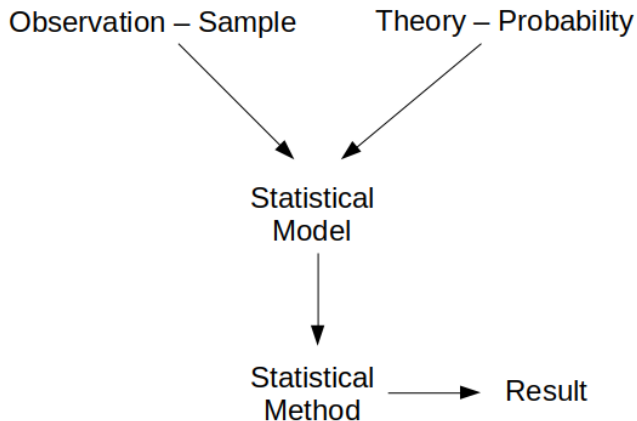 Observation – Sample
Theory – Probability
Statistical
Model
Statistical
Method
Result